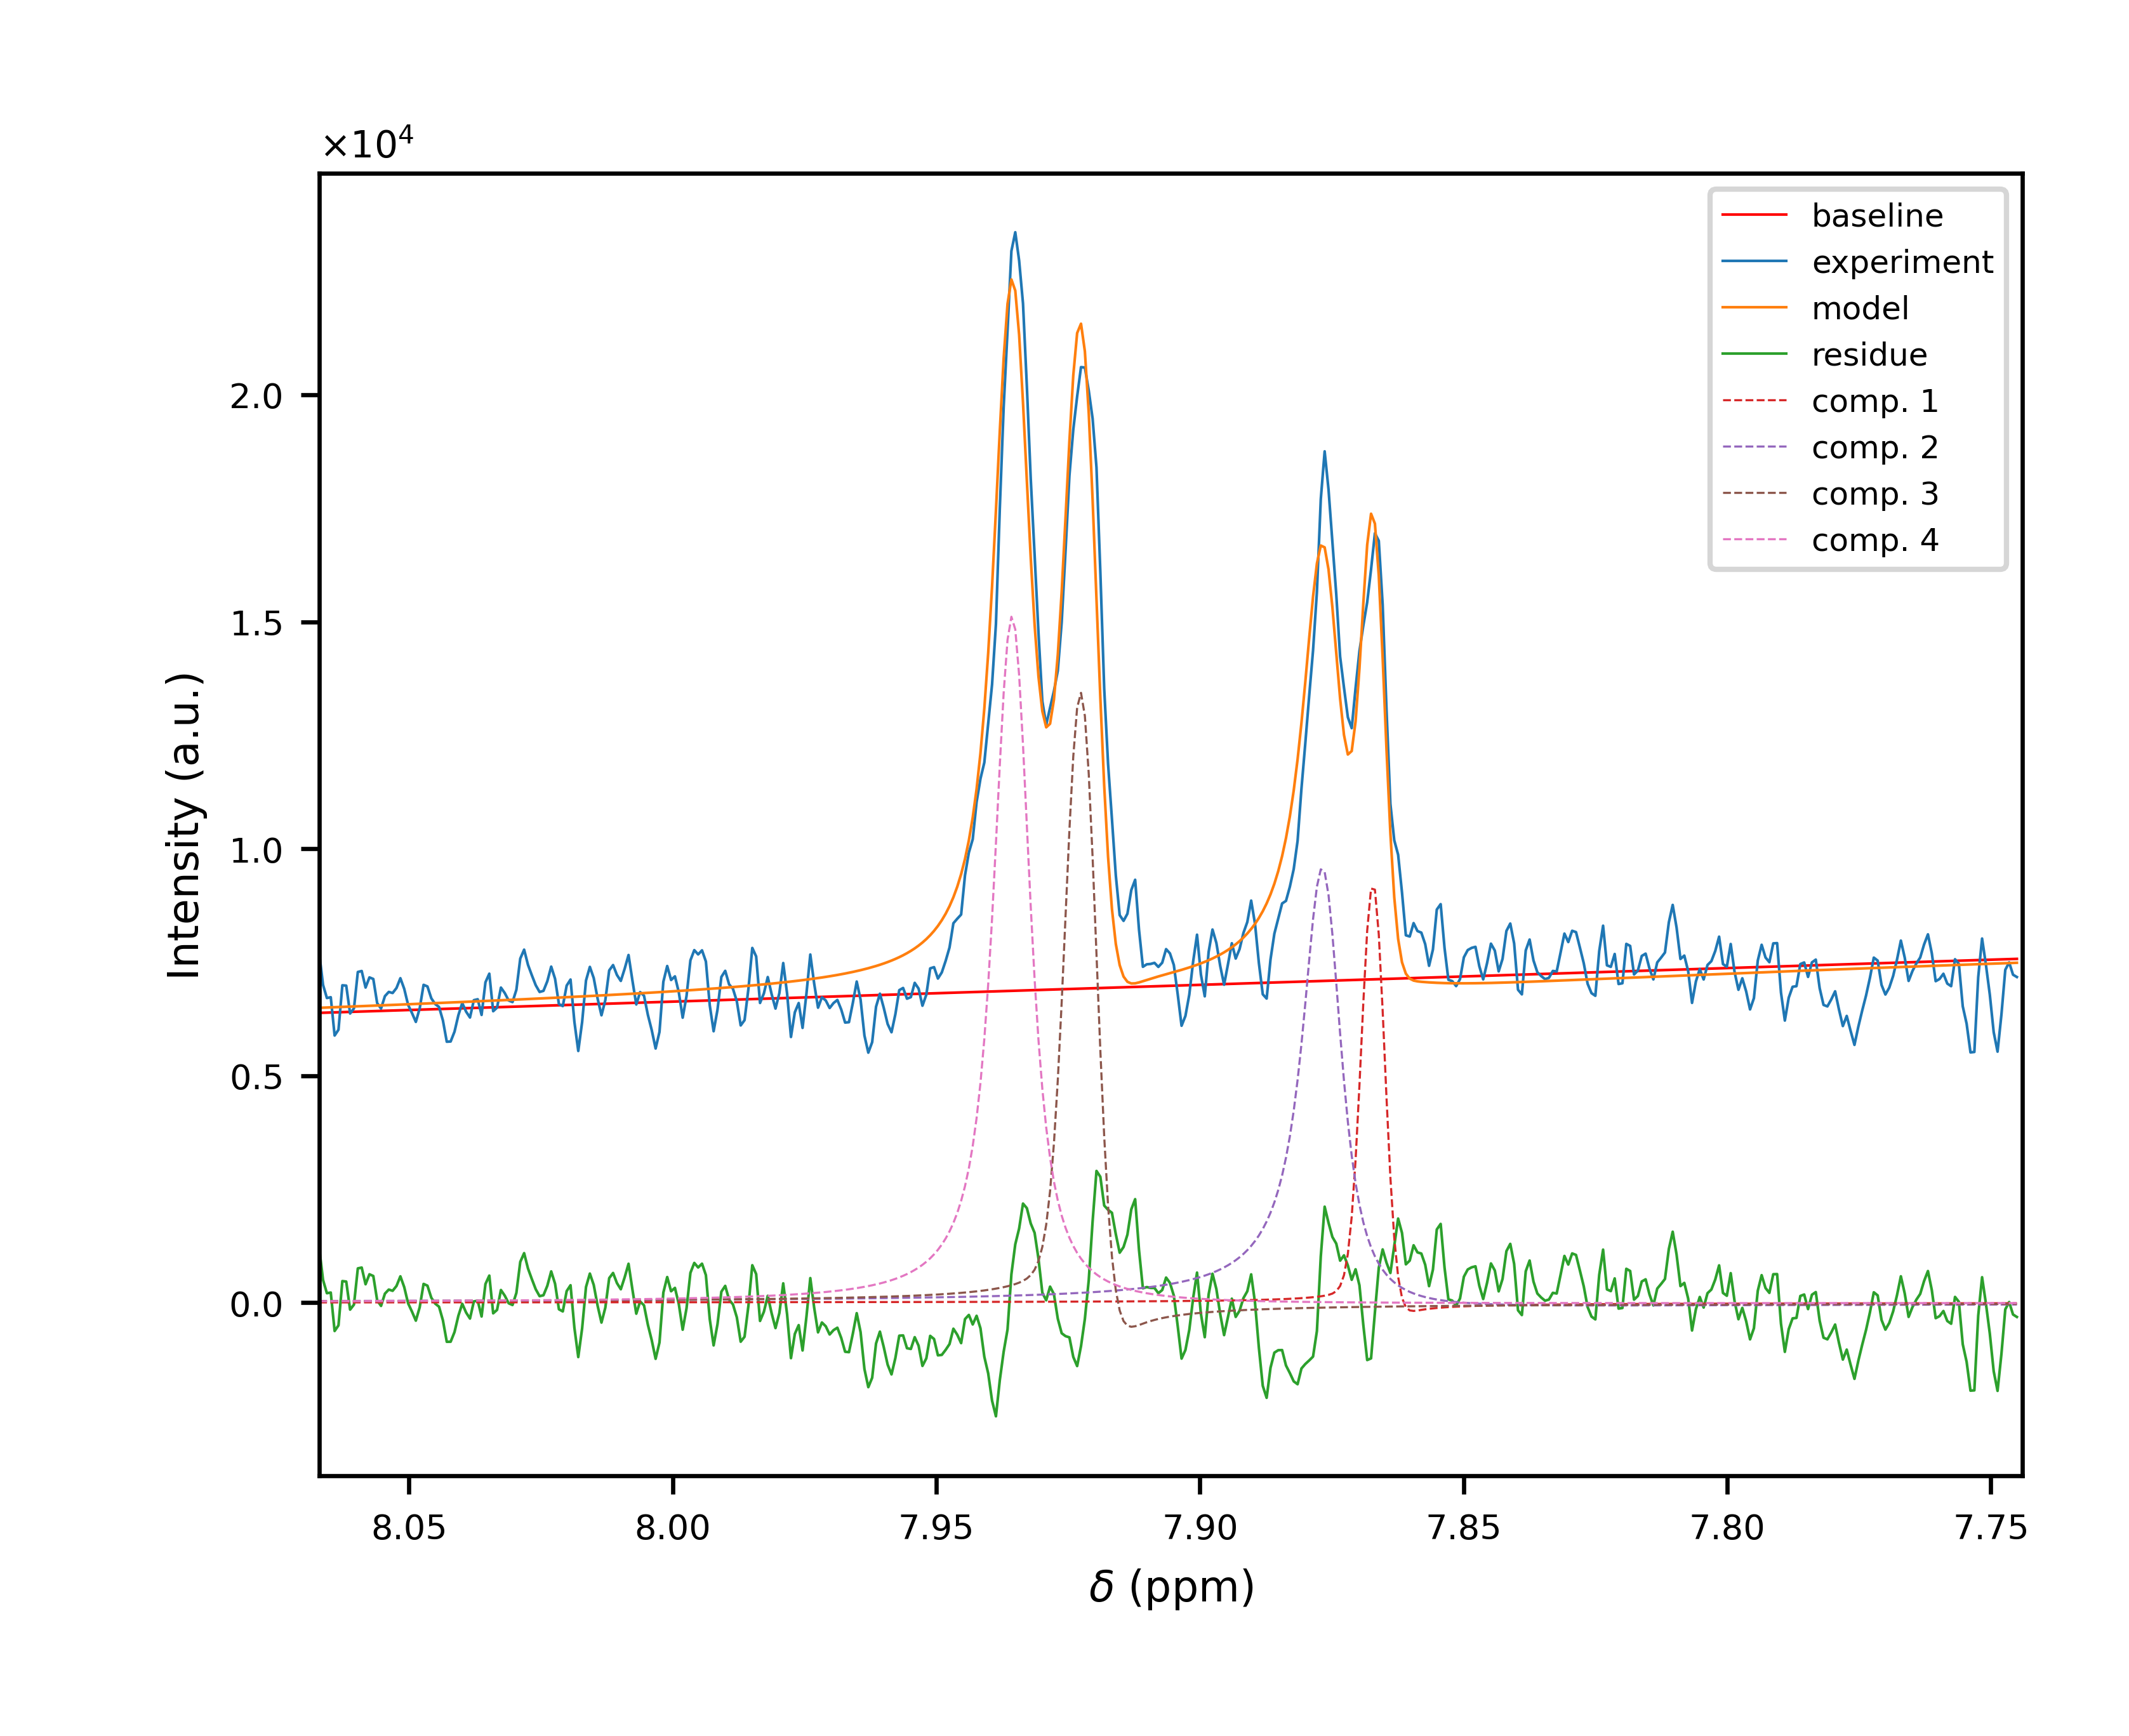 ×10⁴
baseline
experiment
model
residue
comp. 1
comp. 2
comp. 3
comp. 4
Intensity (a.u.)
2.0
1.5
1.0
0.5
0.0
8.05 8.00 7.95 7.90 7.85 7.80 7.75
δ (ppm)